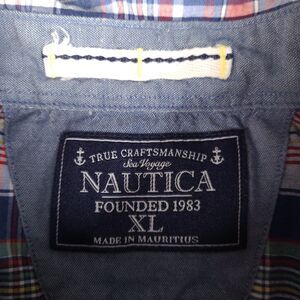 TRUE CRAFTSMANSHIP
Sea Voyage
NAUTICA
FOUNDED 1983
XL
MADE IN MAURITIUS